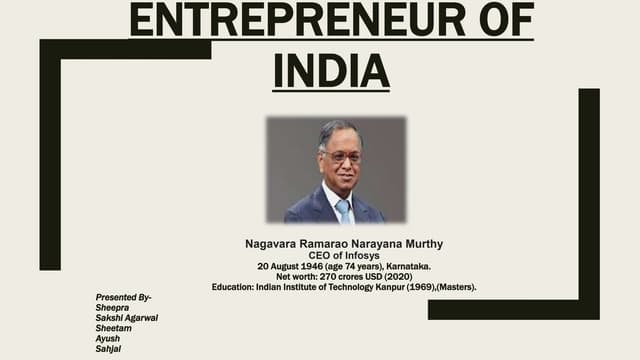 ENTREPRENEUR OF
INDIA
Nagavara Ramarao Narayana Murthy
CEO of Infosys
20 August 1946 (age 74 years), Karnataka.
Net worth: 270 crores USD (2020)
Education: Indian Institute of Technology Kanpur (1969),(Masters).
Presented By-
Sheepra
Sakshi Agarwal
Sheetam
Ayush
Sahjal